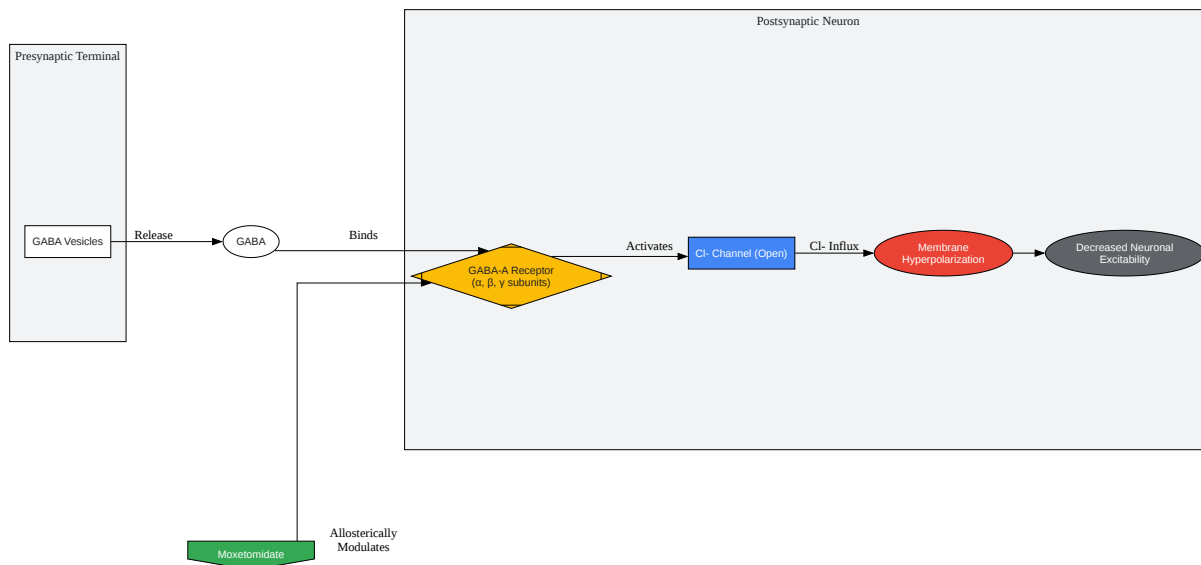 Postsynaptic Neuron
Presynaptic Terminal
GABA Vesicles
Release
GABA
Binds
GABA-A Receptor
(α, β, γ subunits)
Activates
Cl- Channel (Open)
Cl- Influx
Membrane
Hyperpolarization
Decreased Neuronal
Excitability
Allosterically
Modulates
Moxetomidate